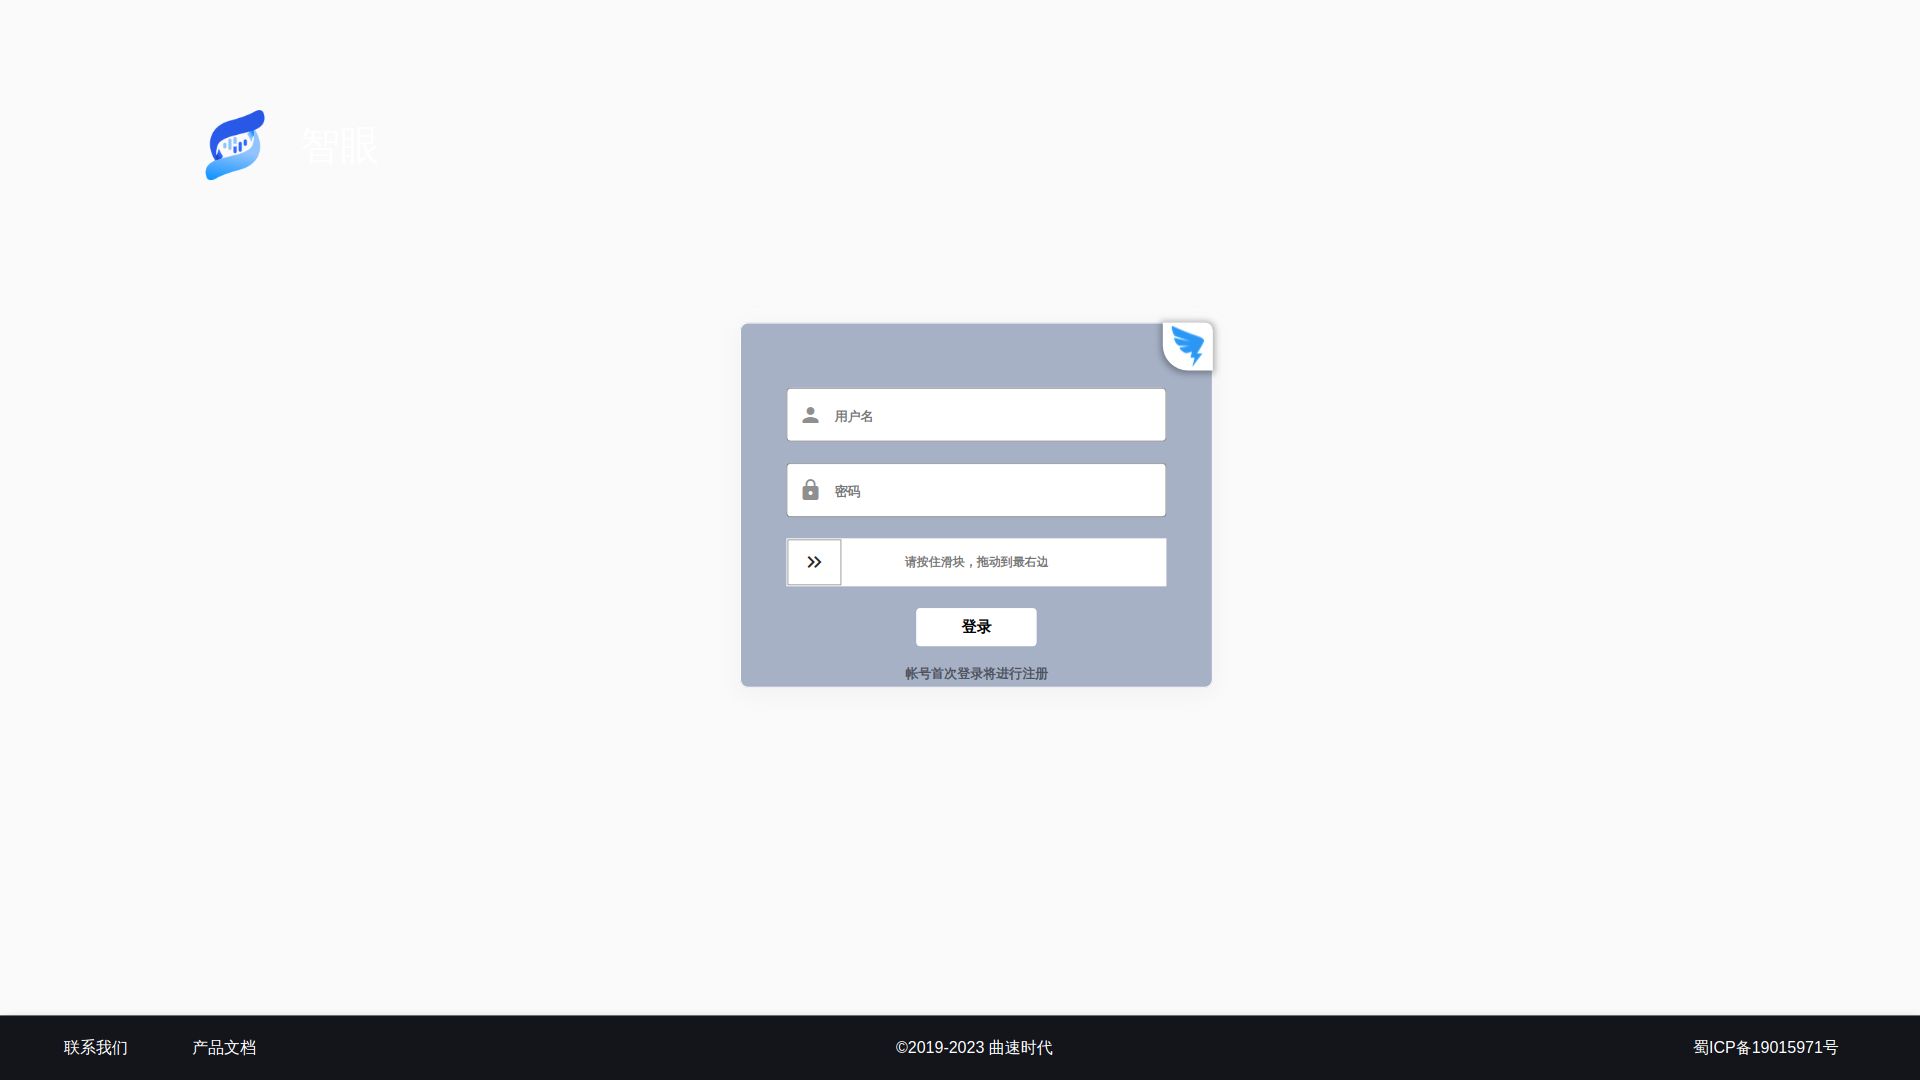 智眼
用户名
密码
请按住滑块，拖动到最右边
登录
帐号首次登录将进行注册
联系我们
产品文档
©2019-2023 曲速时代
蜀ICP备19015971号